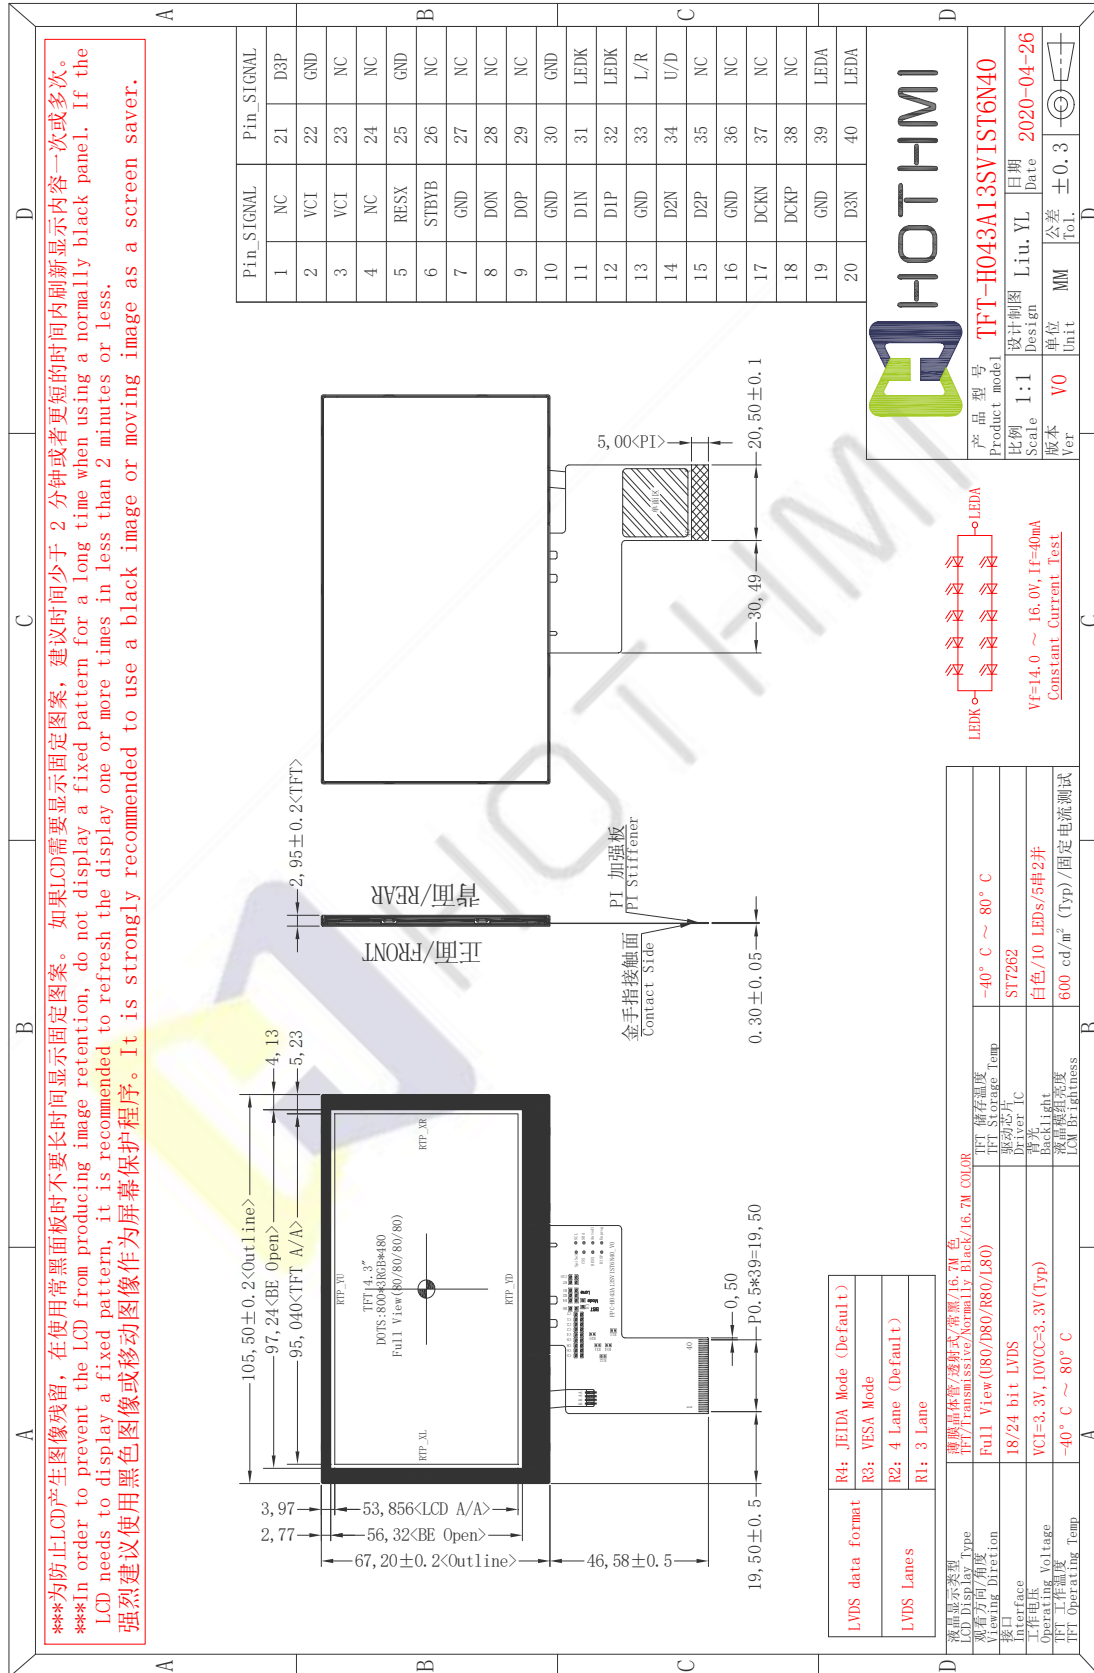 ***为防止LCD产生图像残留，在使用常黑面板时不要长时间显示固定图案。 如果LCD需要显示固定图案，建议时间少于 2 分钟或者更短的时间内刷新显示内容一次或多次。
***In order to prevent the LCD from producing image retention, do not display a fixed pattern for a long time when using a normally black panel. If the
LCD needs to display a fixed pattern, it is recommended to refresh the display one or more times in less than 2 minutes or less.
强烈建议使用黑色图像或移动图像作为屏幕保护程序。It is strongly recommended to use a black image or moving image as a screen saver.
A B C D
A B C D
105,50±0.2<Outline>
97,24<BE Open>
95,040<TFT A/A>
4,13
5,23
3,97
2,77
53,856<LCD A/A>
56,32<BE Open>
67,20±0.2<Outline>
46,58±0.5
19,50±0.5
P0.5*39=19,50
0,50
RTP_YU
RTP_XL
RTP_XR
RTP_YD
TFT|4.3"
DOTS:800*3RGB*480
Full View(80/80/80/80)
1
40
正面/FRONT
背面/REAR
2,95±0.2<TFT>
金手指接触面
Contact Side
PI 加强板
PI Stiffener
0.30±0.05
5,00<PI>
30,49
20,50±0.1
Pin_SIGNAL Pin_SIGNAL
1 NC 21 D3P
2 VCI 22 GND
3 VCI 23 NC
4 NC 24 NC
5 RESX 25 GND
6 STBYB 26 NC
7 GND 27 NC
8 D0N 28 NC
9 D0P 29 NC
10 GND 30 GND
11 D1N 31 LEDK
12 D1P 32 LEDK
13 GND 33 L/R
14 D2N 34 U/D
15 D2P 35 NC
16 GND 36 NC
17 DCKN 37 NC
18 DCKP 38 NC
19 GND 39 LEDA
20 D3N 40 LEDA
LVDS data format
R4: JEIDA Mode (Default)
R3: VESA Mode
LVDS Lanes
R2: 4 Lane (Default)
R1: 3 Lane
液晶显示类型
LCD Display Type
薄膜晶体管/透射式/常黑/16.7M 色
TFT/Transmissive/Normally Black/16.7M COLOR
观看方向/角度
Viewing Diretion
Full View(U80/D80/R80/L80)
接口
Interface
18/24 bit LVDS
工作电压
Operating Voltage
VCI=3.3V,IOVCC=3.3V(Typ)
TFT 工作温度
TFT Operating Temp
-40° C ～ 80° C
TFT 储存温度
TFT Storage Temp
-40° C ～ 80° C
驱动芯片
Driver IC
ST7262
背光
Backlight
白色/10 LEDs/5串2并
液晶模组亮度
LCM Brightness
600 cd/m² (Typ)/固定电流测试
LEDK
LEDA
Vf=14.0 ～ 16.0V,If=40mA
Constant Current Test
HOTHMI
产品型号
Product model
TFT-H043A13SVIST6N40
比例
Scale
1:1
设计制图
Design
Liu.YL
日期
Date
2020-04-26
版本
Ver
V0
单位
Unit
MM
公差
Tol.
±0.3
HOTHMI